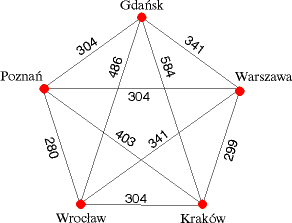 Gdańsk
304
341
486
584
Poznań
Warszawa
304
280
403
341
299
304
Wrocław
Kraków